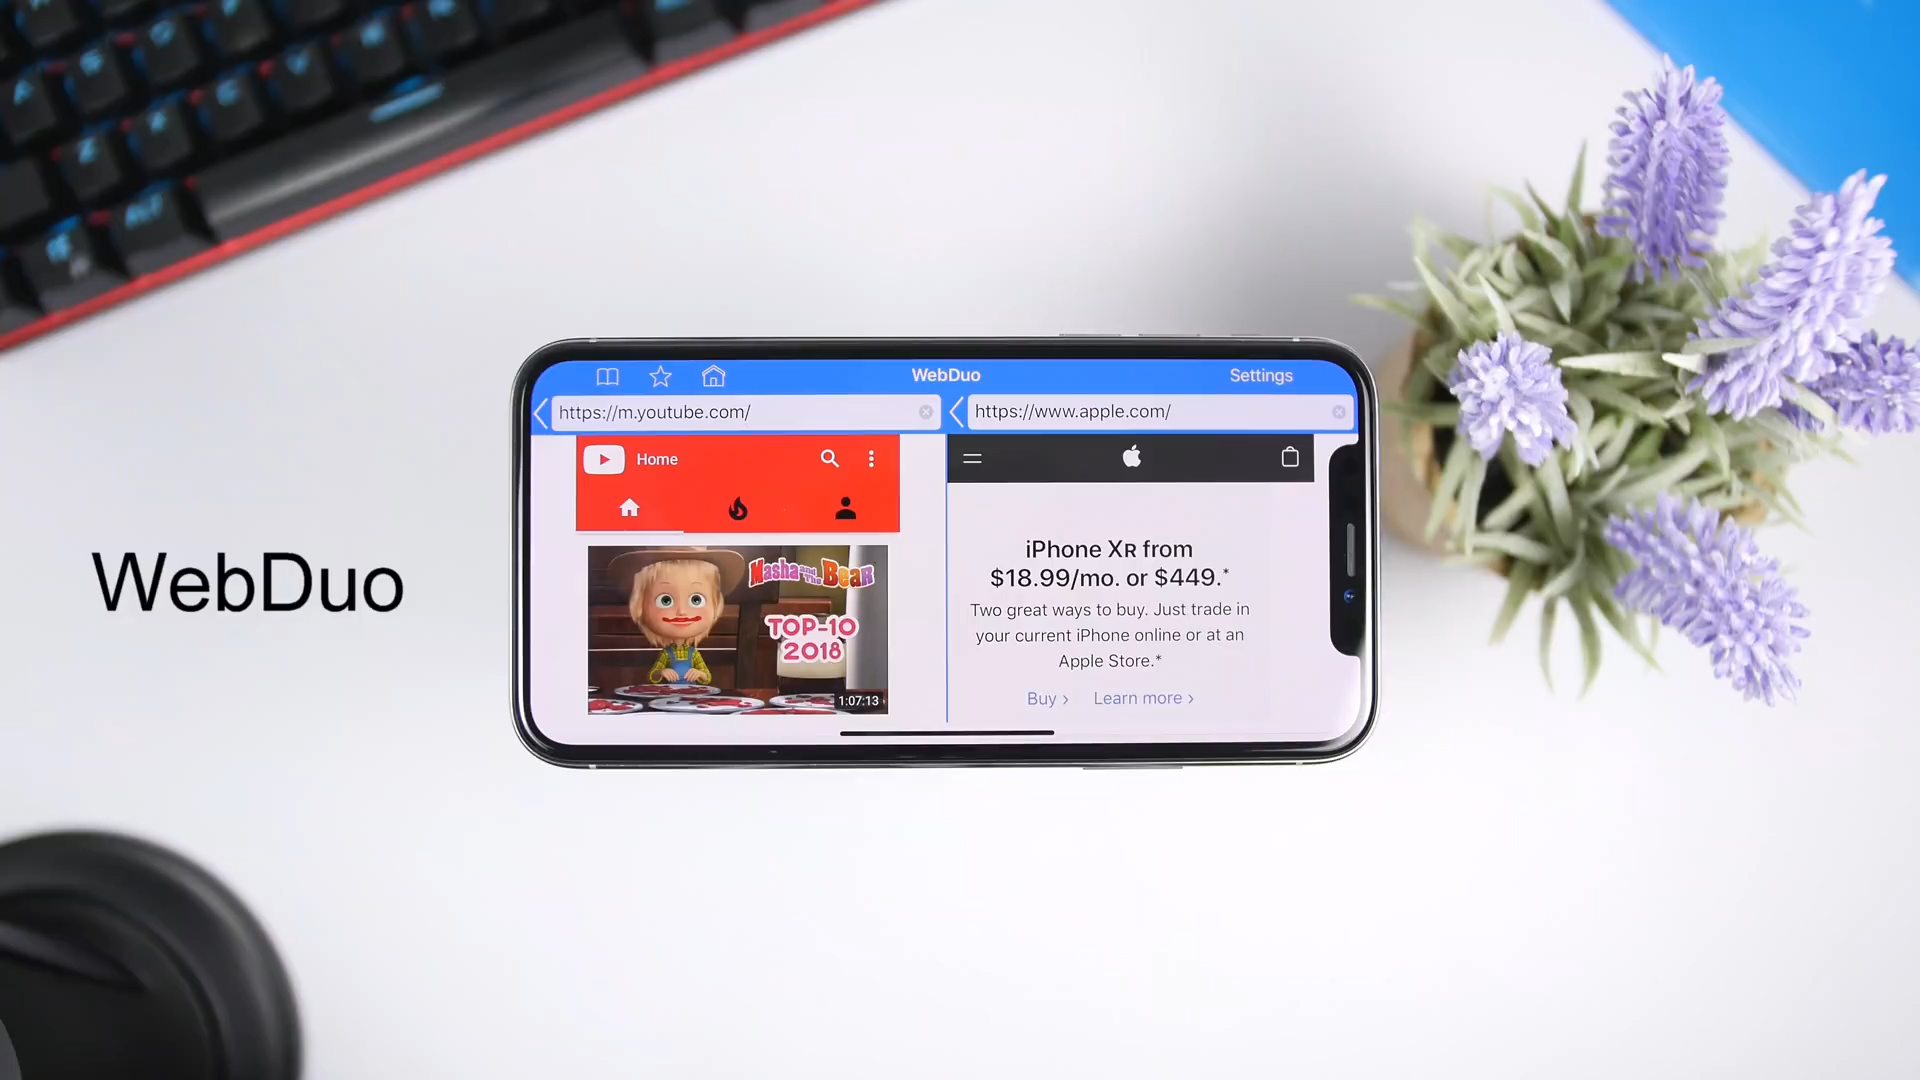 WebDuo
WebDuo
Settings
https://m.youtube.com/
https://www.apple.com/
Home
Masha and The Bear
TOP-10
2018
1:07:13
iPhone XR from
$18.99/mo. or $449.*
Two great ways to buy. Just trade in
your current iPhone online or at an
Apple Store.*
Buy >
Learn more >
ALT